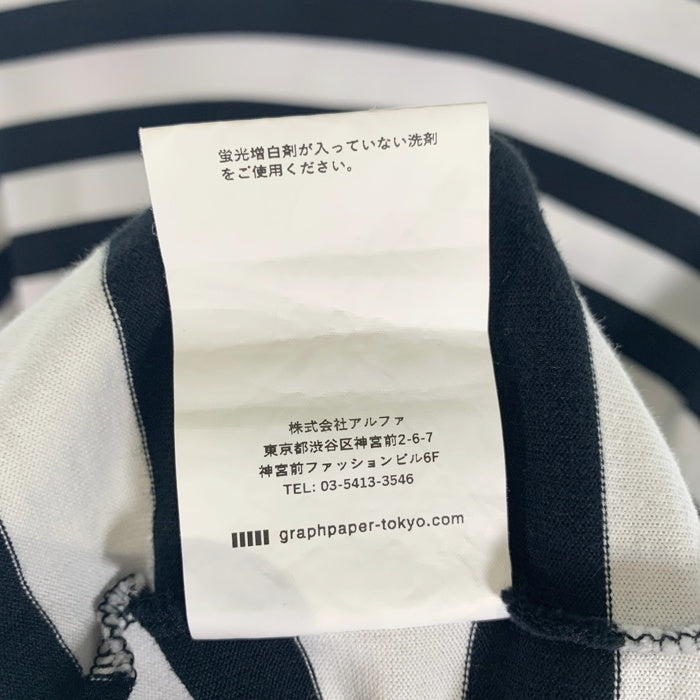 蛍光増白剤が入っていない洗剤
をご使用ください。
株式会社アルファ
東京都渋谷区神宮前2-6-7
神宮前ファッションビル6F
TEL: 03-5413-3546
graphpaper-tokyo.com